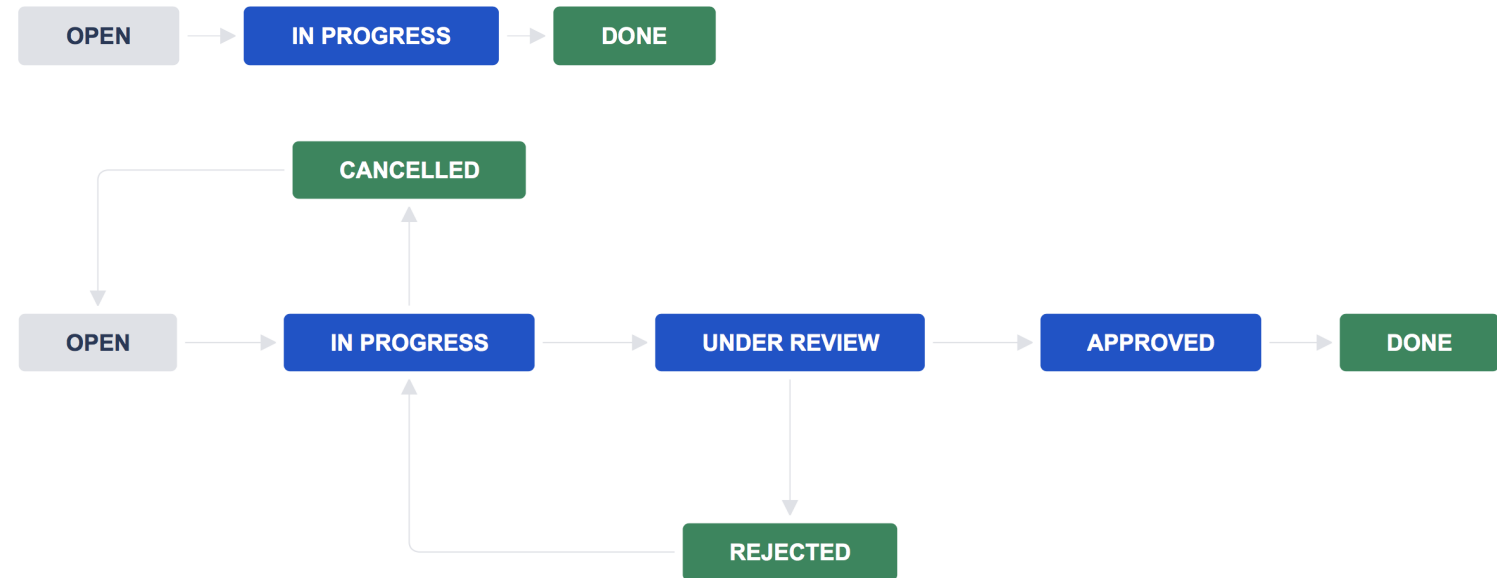 OPEN
IN PROGRESS
DONE
CANCELLED
OPEN
IN PROGRESS
UNDER REVIEW
APPROVED
DONE
REJECTED